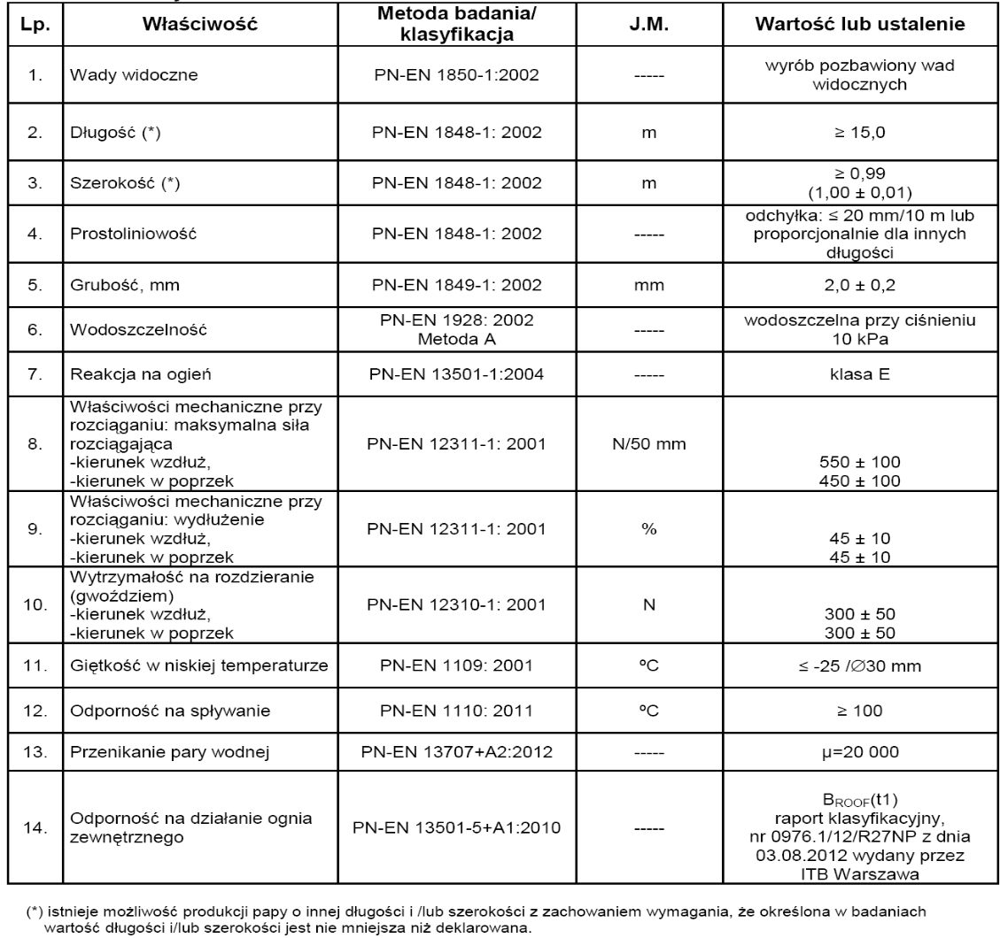 Lp.
Właściwość
Metoda badania/
klasyfikacja
J.M.
Wartość lub ustalenie
1.
Wady widoczne
PN-EN 1850-1:2002
-----
wyrób pozbawiony wad
widocznych
2.
Długość (*)
PN-EN 1848-1: 2002
m
≥ 15,0
3.
Szerokość (*)
PN-EN 1848-1: 2002
m
≥ 0,99
(1,00 ± 0,01)
4.
Prostoliniowość
PN-EN 1848-1: 2002
-----
odchyłka: ≤ 20 mm/10 m lub
proporcjonalnie dla innych
długości
5.
Grubość, mm
PN-EN 1849-1: 2002
mm
2,0 ± 0,2
6.
Wodoszczelność
PN-EN 1928: 2002
Metoda A
-----
wodoszczelna przy ciśnieniu
10 kPa
7.
Reakcja na ogień
PN-EN 13501-1:2004
-----
klasa E
8.
Właściwości mechaniczne przy
rozciąganiu: maksymalna siła
rozciągająca
-kierunek wzdłuż,
-kierunek w poprzek
PN-EN 12311-1: 2001
N/50 mm
550 ± 100
450 ± 100
9.
Właściwości mechaniczne przy
rozciąganiu: wydłużenie
-kierunek wzdłuż,
-kierunek w poprzek
PN-EN 12311-1: 2001
%
45 ± 10
45 ± 10
10.
Wytrzymałość na rozdzieranie
(gwoździem)
-kierunek wzdłuż,
-kierunek w poprzek
PN-EN 12310-1: 2001
N
300 ± 50
300 ± 50
11.
Giętkość w niskiej temperaturze
PN-EN 1109: 2001
ºC
≤ -25 /∅30 mm
12.
Odporność na spływanie
PN-EN 1110: 2011
ºC
≥ 100
13.
Przenikanie pary wodnej
PN-EN 13707+A2:2012
-----
µ=20 000
14.
Odporność na działanie ognia
zewnętrznego
PN-EN 13501-5+A1:2010
-----
BROOF(t1)
raport klasyfikacyjny,
nr 0976.1/12/R27NP z dnia
03.08.2012 wydany przez
ITB Warszawa
(*) istnieje możliwość produkcji papy o innej długości i /lub szerokości z zachowaniem wymagania, że określona w badaniach
wartość długości i/lub szerokości jest nie mniejsza niż deklarowana.